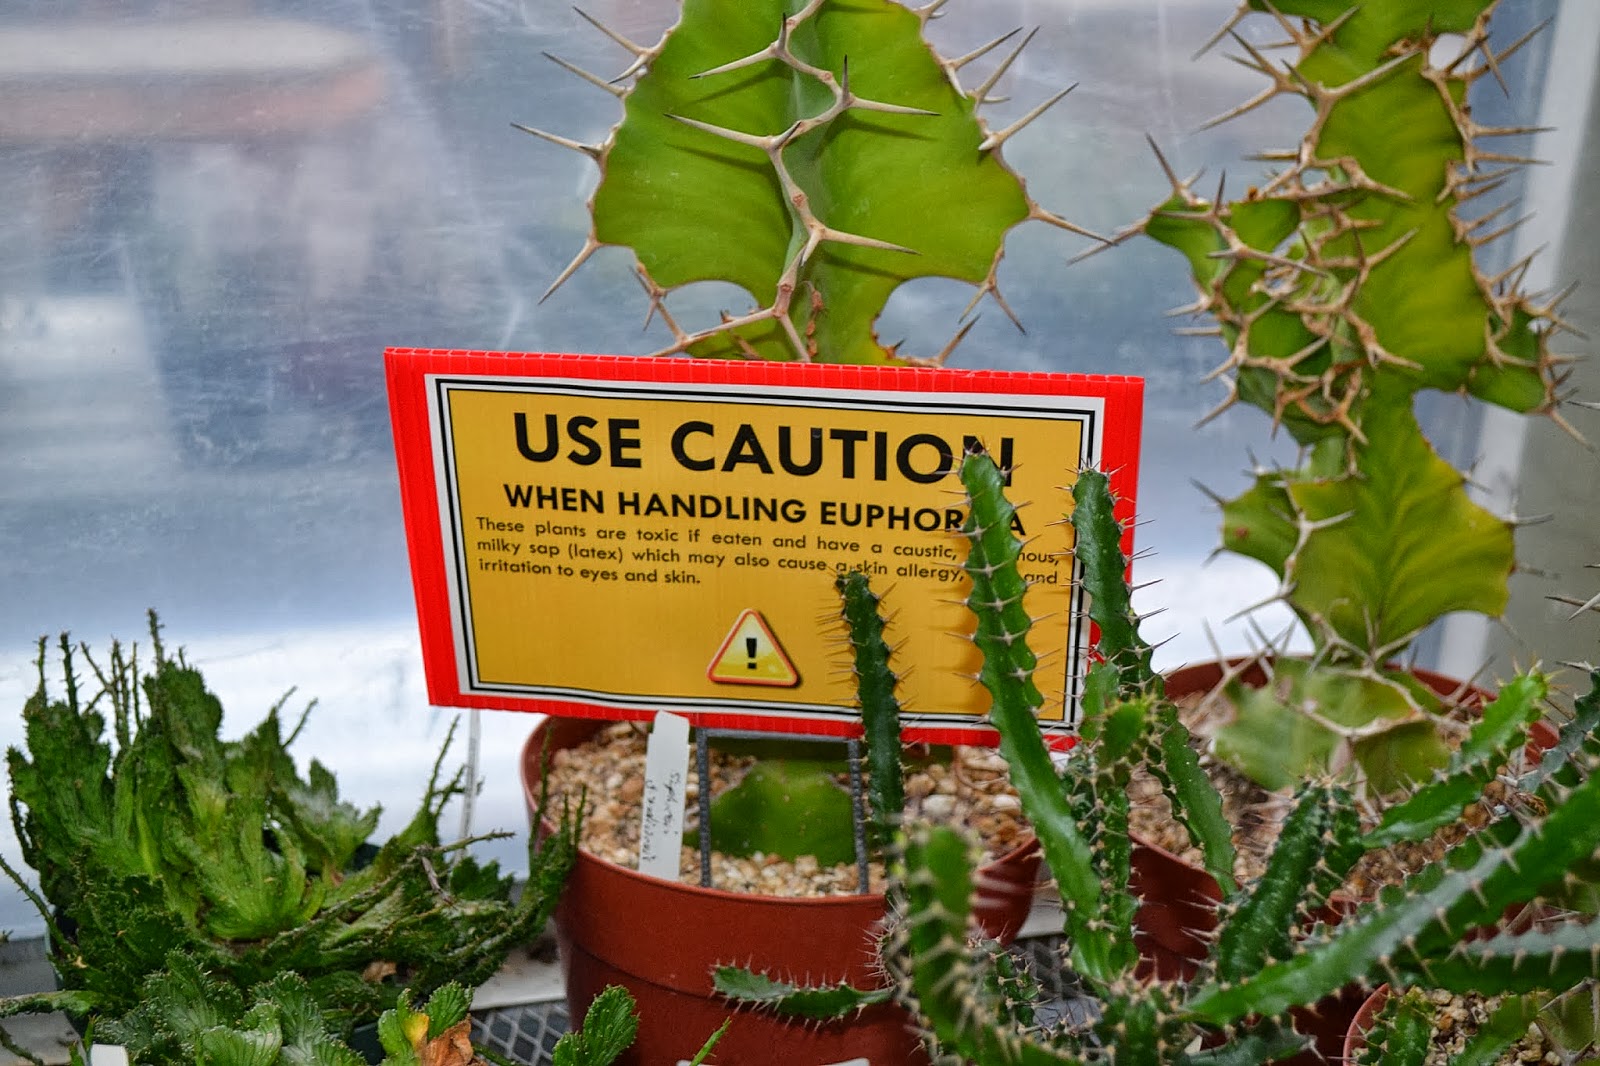 USE CAUTION
WHEN HANDLING EUPHORBIA
These plants are toxic if eaten and have a caustic,
milky sap (latex) which may also cause a skin allergy, and
irritation to eyes and skin.
!